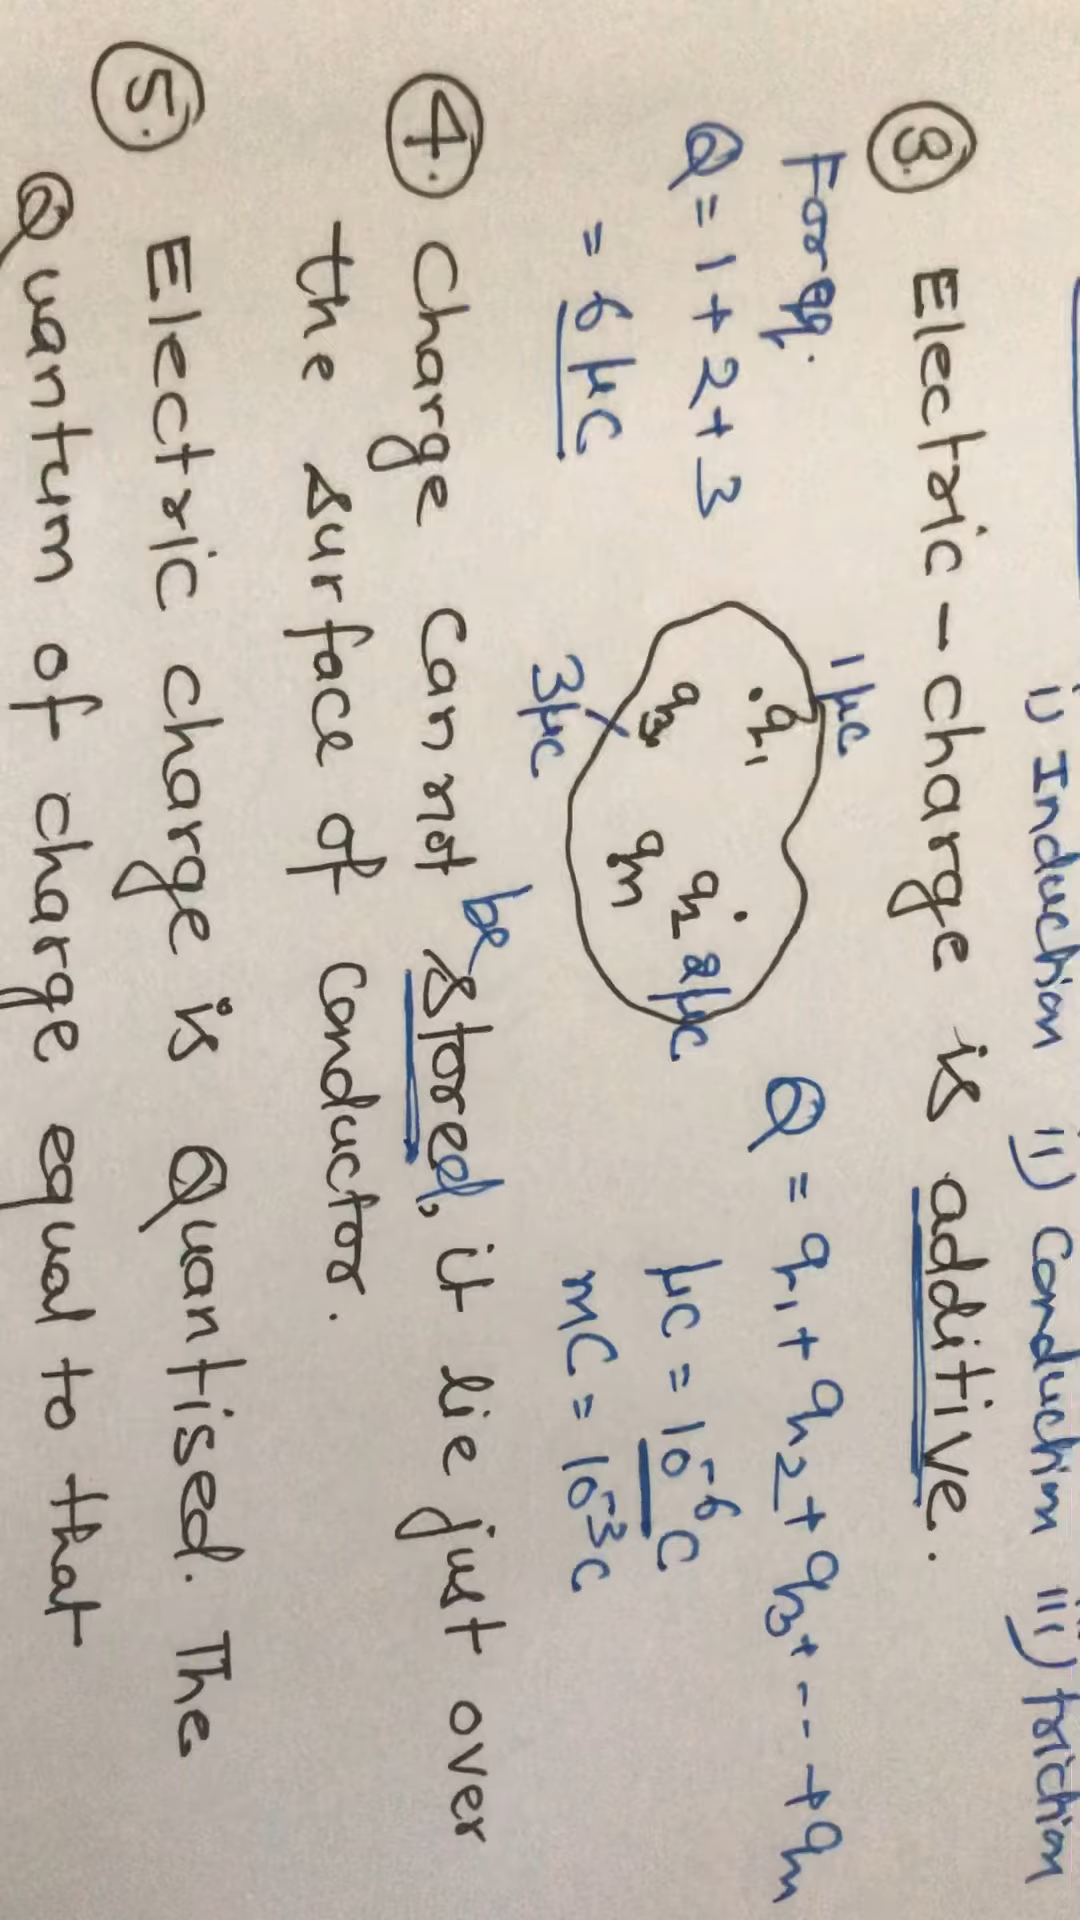 i) Induction ii) Conduction iii) friction
③ Electric-charge is additive.
For eg.
1 μc
Q = q1 + q2 + q3 + --- + qn
Q = 1 + 2 + 3
.q1
q2
2μc
μc = 10^-6 C
= 6 μC
q3
qn
3μc
mC = 10^-3 C
④ Charge can not be stored, it lie just over
the surface of conductor.
⑤ Electric charge is Quantised. The
Quantum of charge equal to that